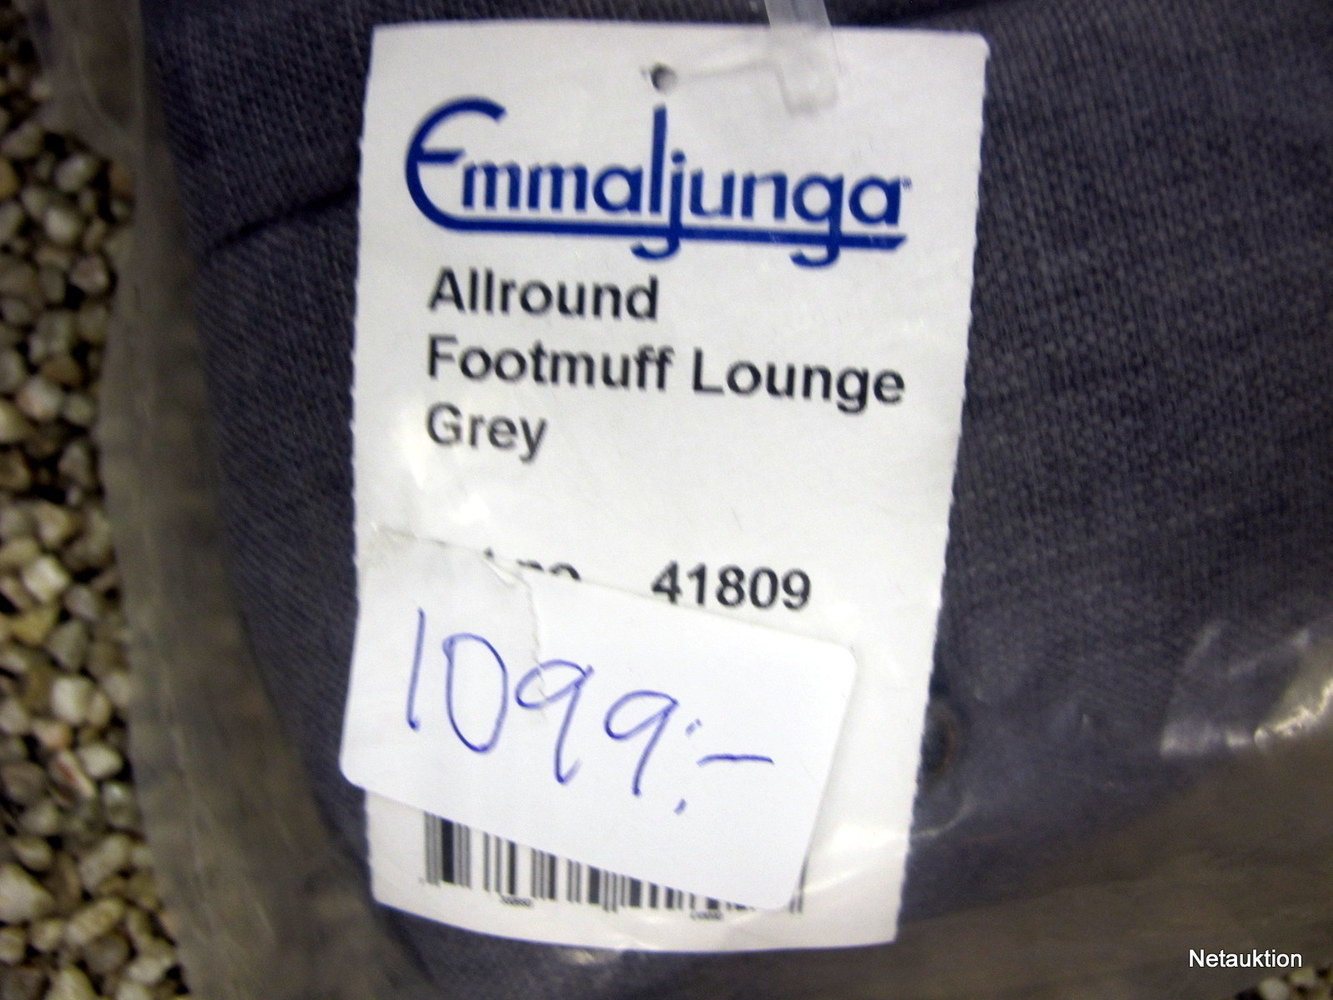 Emmaljunga
Allround
Footmuff Lounge
Grey
41809
1099:-
Netauktion